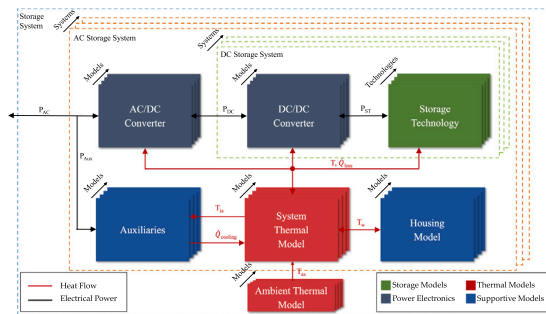 Storage
System
Systems
AC Storage System
Systems
DC Storage System
Models
Models
Technologies
AC/DC
Converter
DC/DC
Converter
Storage
Technology
P_AC
P_DC
P_ST
P_Aux
T, Q̇_loss
Models
Models
Models
Auxiliaries
System
Thermal
Model
Housing
Model
T_ia
Q̇_cooling
T_w
T_aa
Models
Ambient Thermal
Model
Heat Flow
Electrical Power
Storage Models
Thermal Models
Power Electronics
Supportive Models